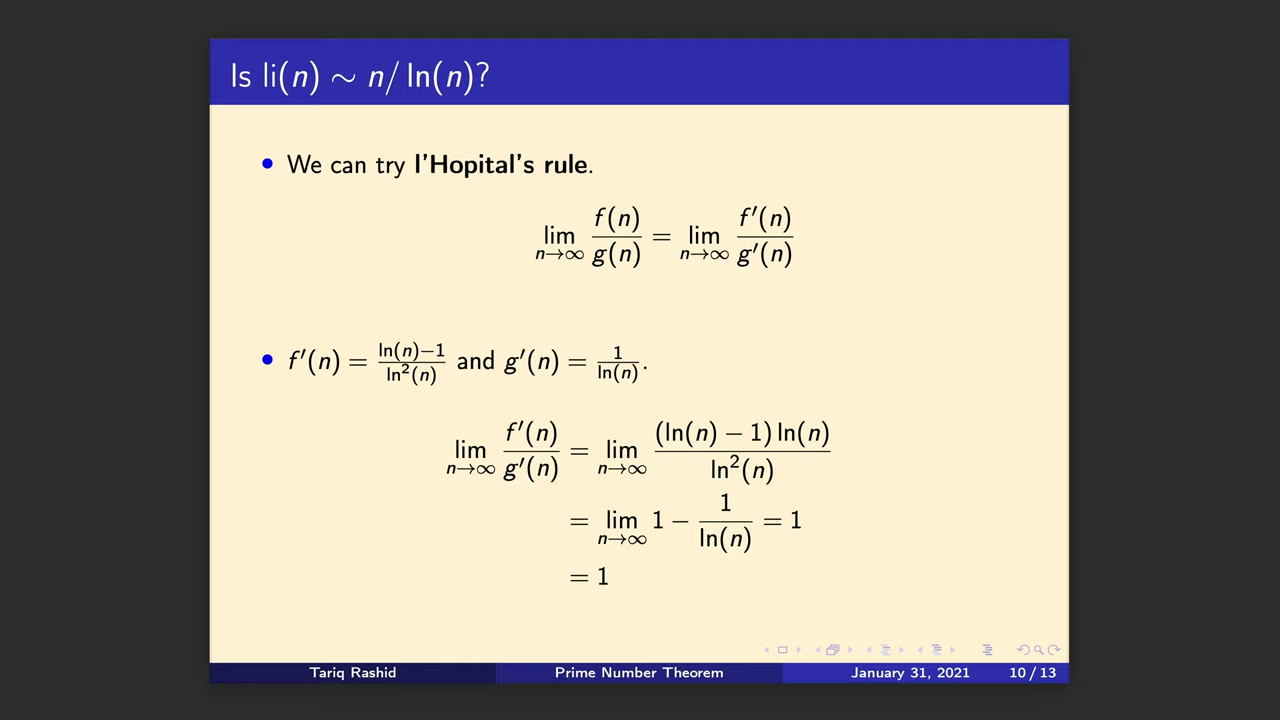 Is li(n) ∼ n/ ln(n)?
• We can try l'Hopital's rule.
lim_{n→∞} f(n)/g(n) = lim_{n→∞} f′(n)/g′(n)
• f′(n) = (ln(n)−1)/ln²(n) and g′(n) = 1/ln(n).
lim_{n→∞} f′(n)/g′(n) = lim_{n→∞} (ln(n) − 1) ln(n)/ln²(n)
= lim_{n→∞} 1 − 1/ln(n) = 1
= 1
Tariq Rashid Prime Number Theorem January 31, 2021 10 / 13